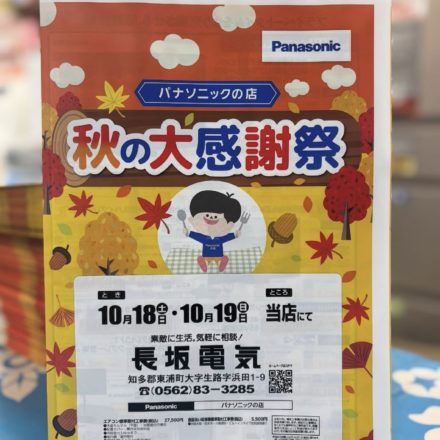 Panasonic
パナソニックの店
秋の大感謝祭
とき
10月18土日・10月19日日
ところ
当店にて
素敵に生活、気軽に相談!
長坂電気
知多郡東浦町大字生路字浜田1-9
☎(0562)83-3285
Panasonic パナソニックの店